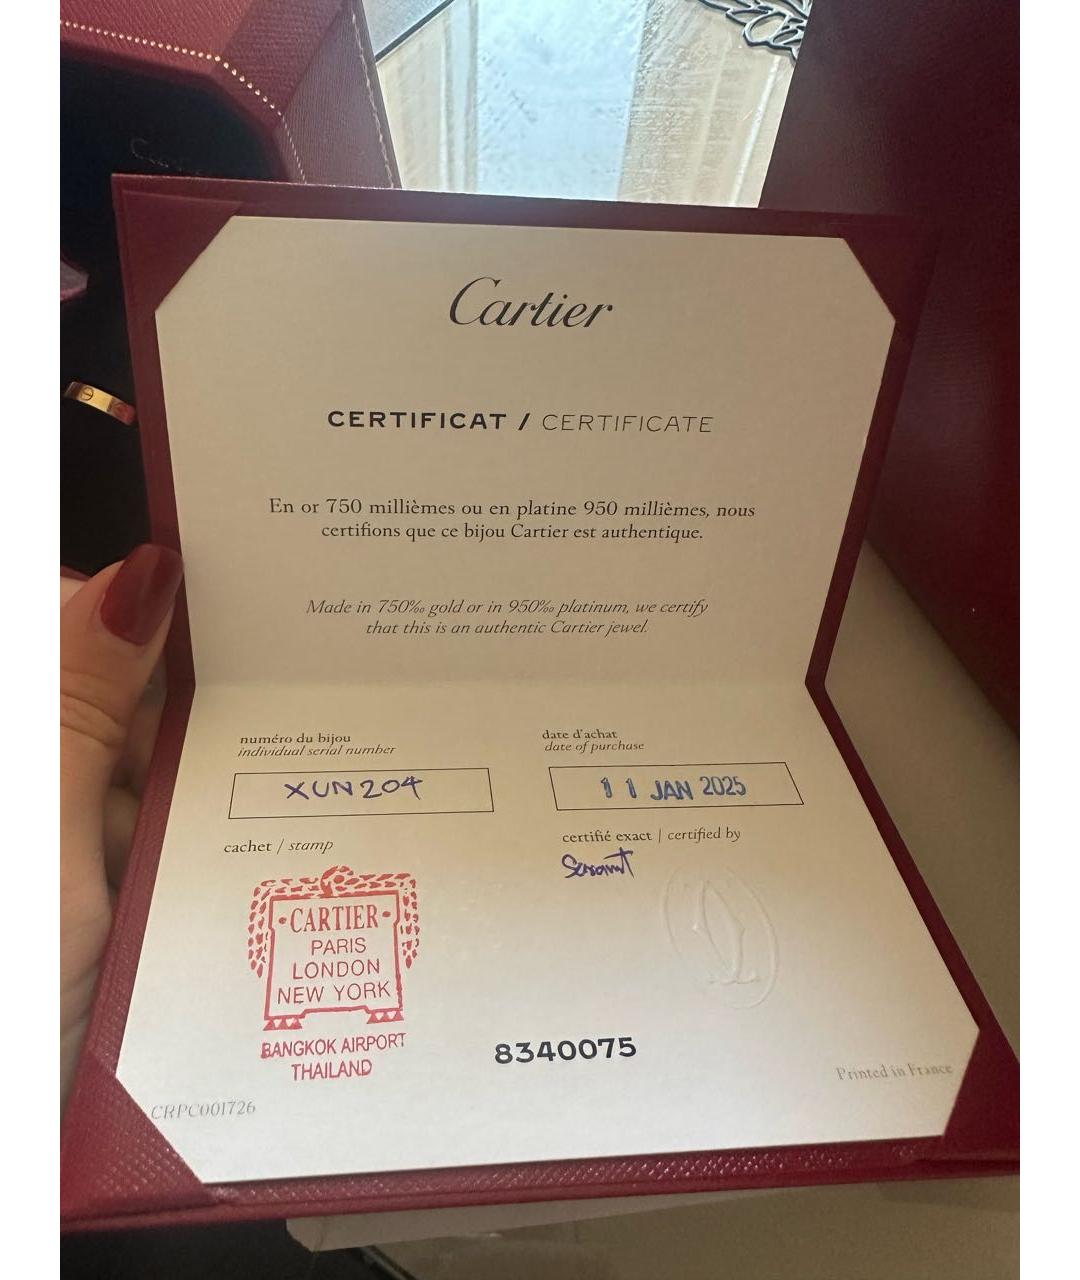 Cartier
CERTIFICAT / CERTIFICATE
En or 750 millièmes ou en platine 950 millièmes, nous
certifions que ce bijou Cartier est authentique.
Made in 750‰ gold or in 950‰ platinum, we certify
that this is an authentic Cartier jewel.
numéro du bijou
individual serial number
XUN204
date d'achat
date of purchase
11 JAN 2025
cachet / stamp
certifié exact | certified by
·CARTIER·
PARIS
LONDON
NEW YORK
BANGKOK AIRPORT
THAILAND
8340075
Printed in France
CRPC001726